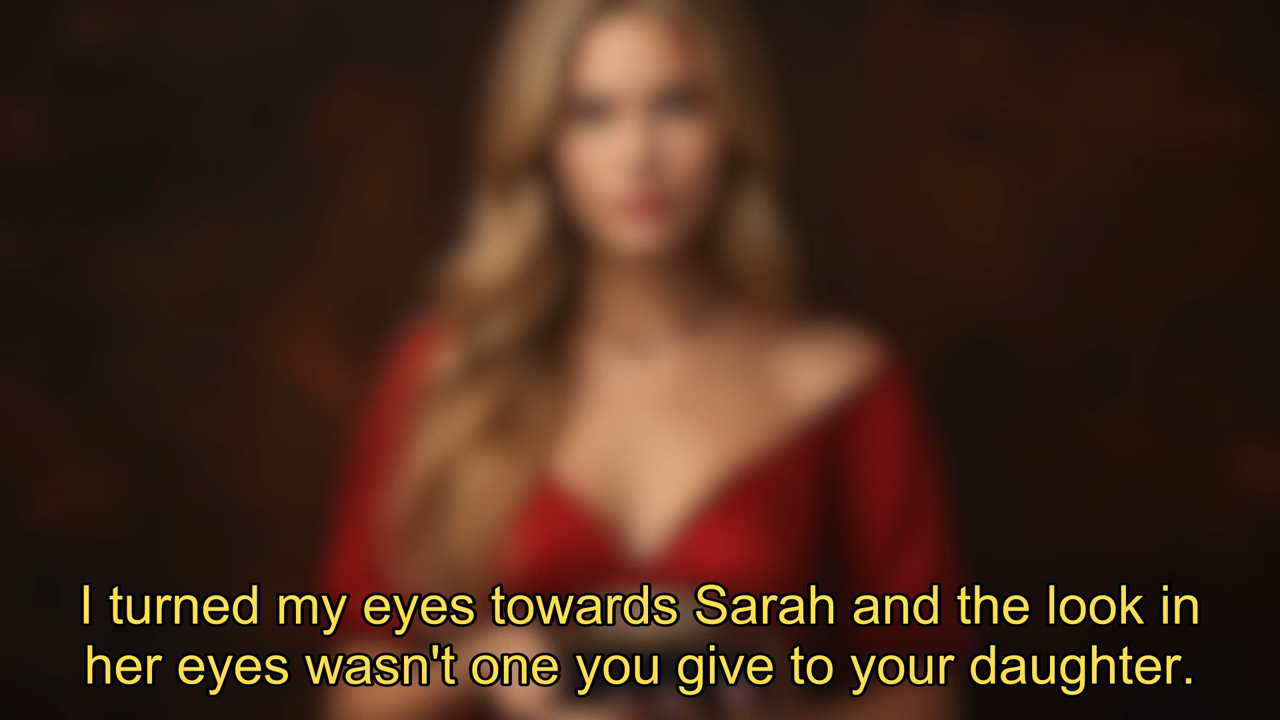 I turned my eyes towards Sarah and the look in
her eyes wasn't one you give to your daughter.